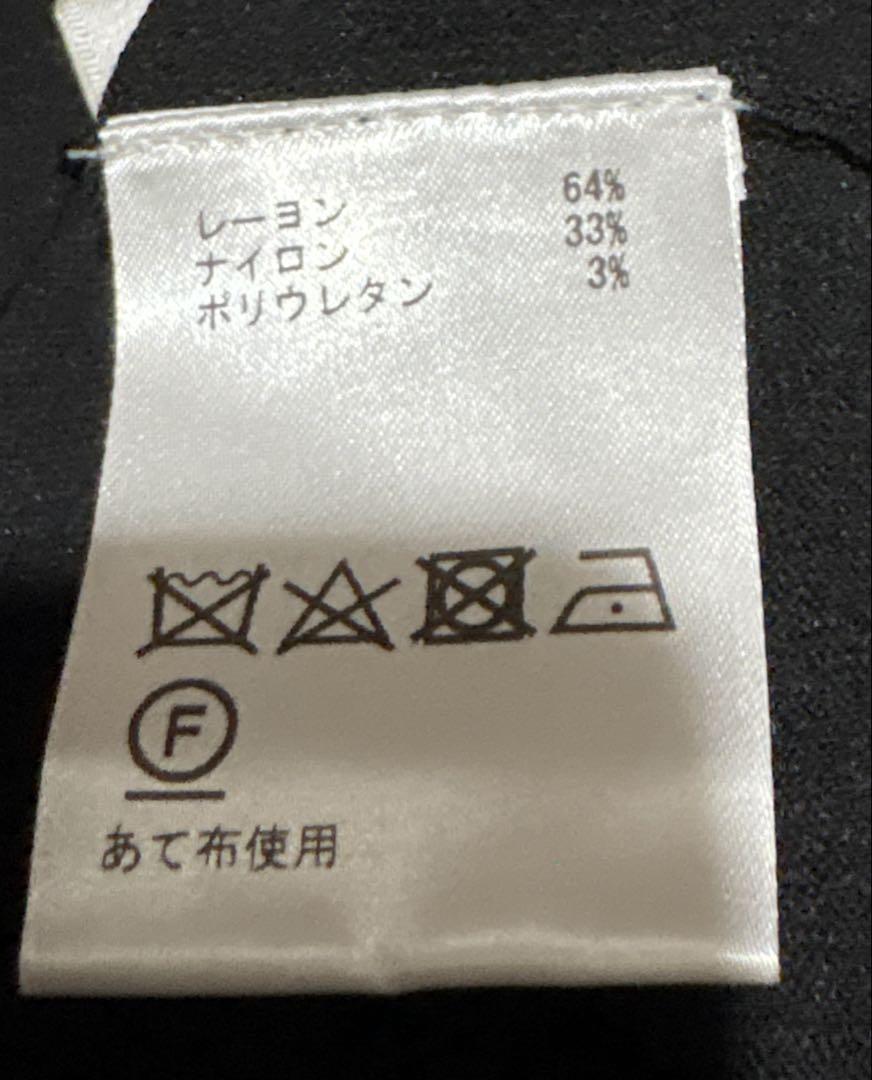 レーヨン 64%
ナイロン 33%
ポリウレタン 3%
F
あて布使用